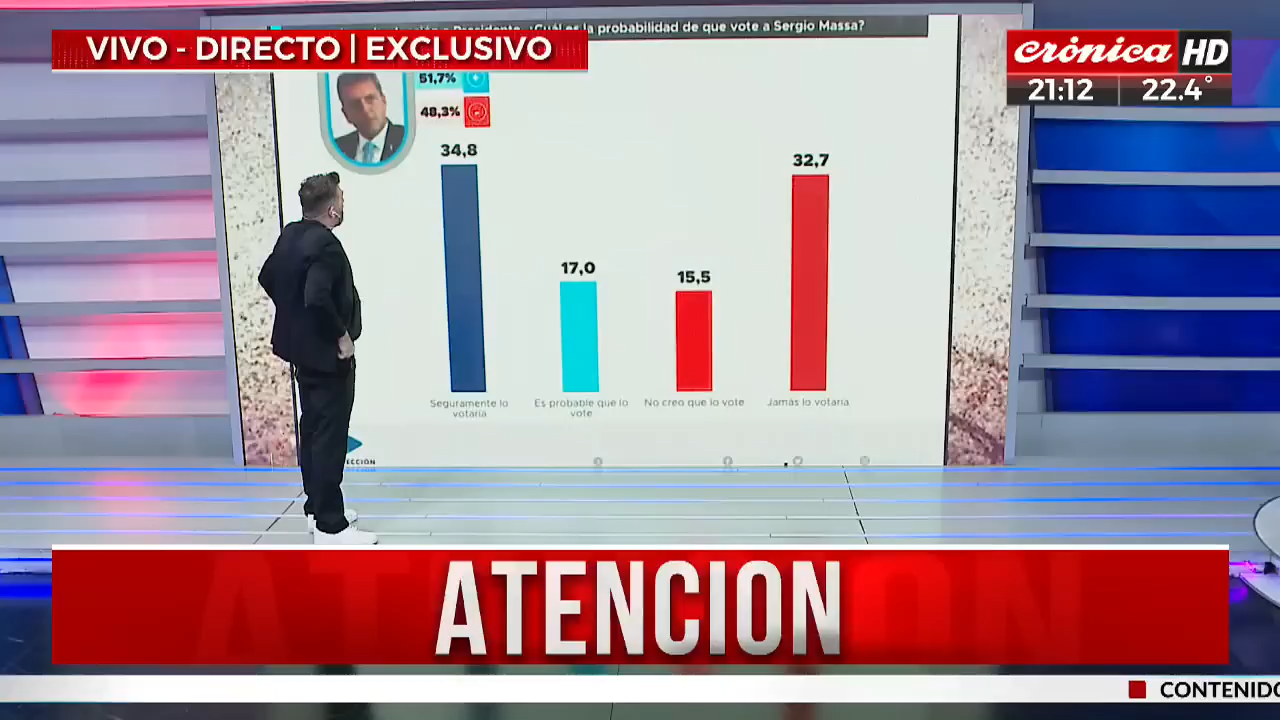 ¿Cuál es la probabilidad de que vote a Sergio Massa?
VIVO - DIRECTO | EXCLUSIVO
crónica HD
21:12 22.4°
51,7%
48,3%
34,8
32,7
17,0
15,5
Seguramente lo
votaría
Es probable que lo
vote
No creo que lo vote
Jamás lo votaría
ATENCION
CONTENIDO